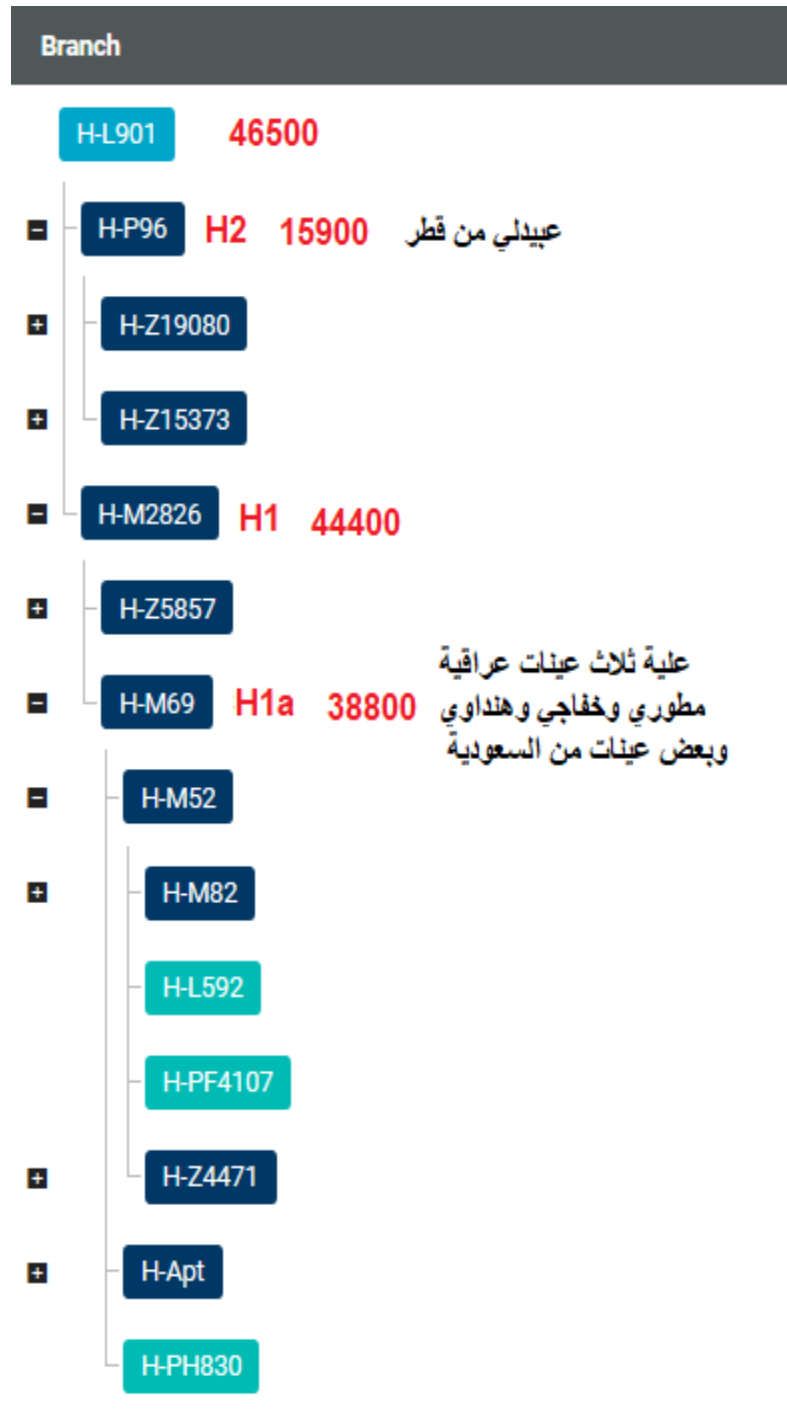 Branch
H-L901 46500
H-P96 H2 15900 عبيدلي من قطر
H-Z19080
H-Z15373
H-M2826 H1 44400
H-Z5857
H-M69 H1a 38800
علية ثلاث عينات عراقية
مطوري وخفاجي وهنداوي
وبعض عينات من السعودية
H-M52
H-M82
H-L592
H-PF4107
H-Z4471
H-Apt
H-PH830